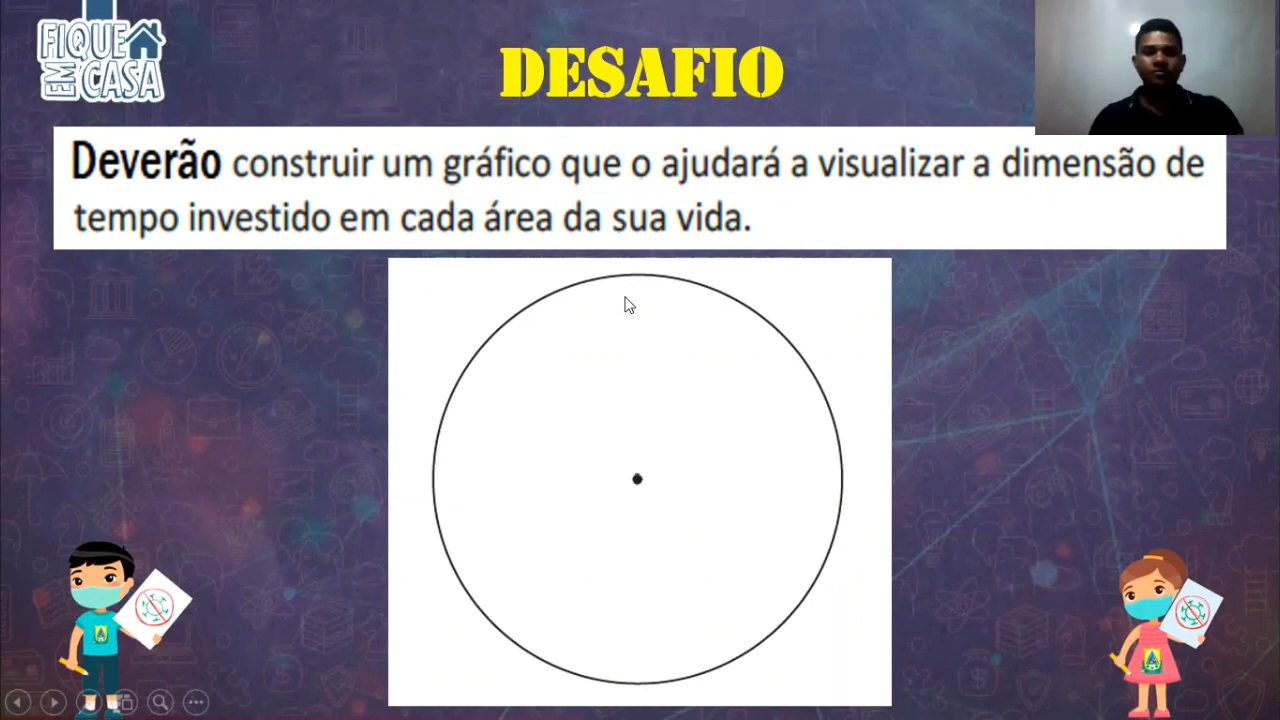 FIQUE
EM CASA
DESAFIO
Deverão construir um gráfico que o ajudará a visualizar a dimensão de
tempo investido em cada área da sua vida.